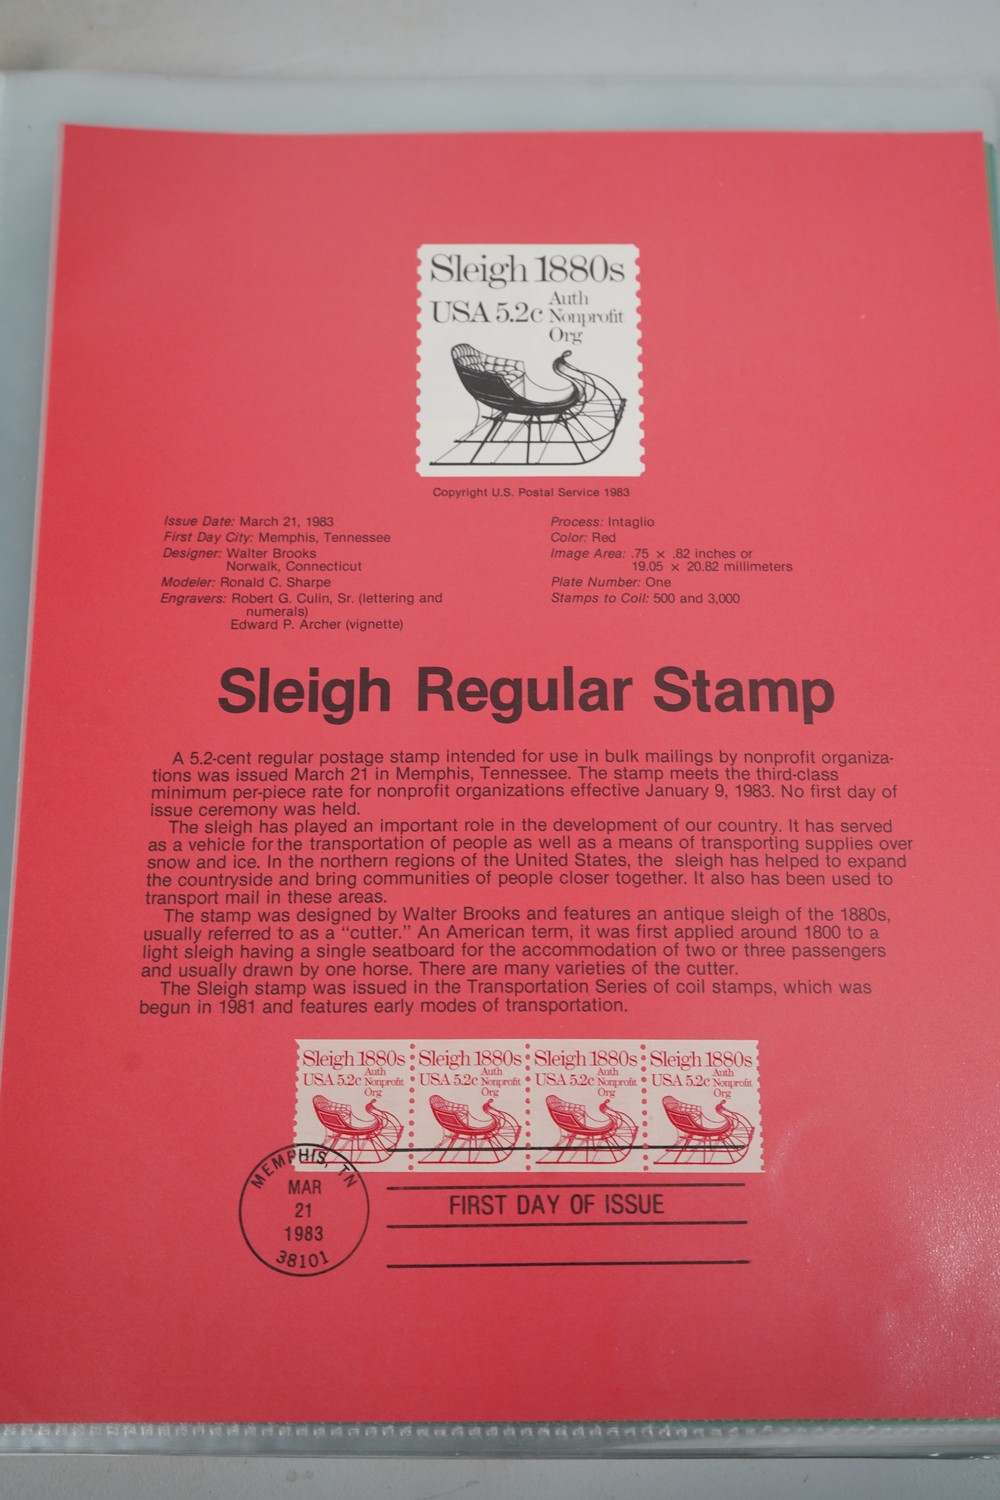 Sleigh 1880s
USA 5.2c Auth
Nonprofit
Org
Copyright U.S. Postal Service 1983
Issue Date: March 21, 1983
First Day City: Memphis, Tennessee
Designer: Walter Brooks
Norwalk, Connecticut
Modeler: Ronald C. Sharpe
Engravers: Robert G. Culin, Sr. (lettering and
numerals)
Edward P. Archer (vignette)
Process: Intaglio
Color: Red
Image Area: .75 × .82 inches or
19.05 × 20.82 millimeters
Plate Number: One
Stamps to Coil: 500 and 3,000
Sleigh Regular Stamp
A 5.2-cent regular postage stamp intended for use in bulk mailings by nonprofit organiza-
tions was issued March 21 in Memphis, Tennessee. The stamp meets the third-class
minimum per-piece rate for nonprofit organizations effective January 9, 1983. No first day of
issue ceremony was held.
The sleigh has played an important role in the development of our country. It has served
as a vehicle for the transportation of people as well as a means of transporting supplies over
snow and ice. In the northern regions of the United States, the sleigh has helped to expand
the countryside and bring communities of people closer together. It also has been used to
transport mail in these areas.
The stamp was designed by Walter Brooks and features an antique sleigh of the 1880s,
usually referred to as a “cutter.” An American term, it was first applied around 1800 to a
light sleigh having a single seatboard for the accommodation of two or three passengers
and usually drawn by one horse. There are many varieties of the cutter.
The Sleigh stamp was issued in the Transportation Series of coil stamps, which was
begun in 1981 and features early modes of transportation.
Sleigh 1880s
USA 5.2c Auth
Nonprofit
Org
Sleigh 1880s
USA 5.2c Auth
Nonprofit
Org
Sleigh 1880s
USA 5.2c Auth
Nonprofit
Org
Sleigh 1880s
USA 5.2c Auth
Nonprofit
Org
MEMPHIS, TN
MAR
21
1983
38101
FIRST DAY OF ISSUE